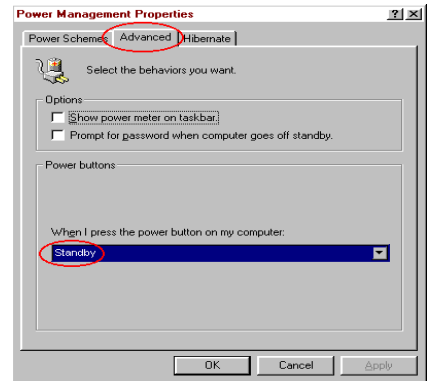 Power Management Properties
Power Schemes Advanced Hibernate
Select the behaviors you want.
Options
Show power meter on taskbar.
Prompt for password when computer goes off standby.
Power buttons
When I press the power button on my computer:
Standby
OK Cancel Apply